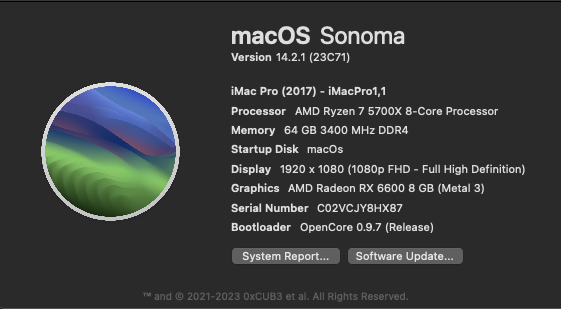 macOS Sonoma
Version 14.2.1 (23C71)
iMac Pro (2017) - iMacPro1,1
Processor AMD Ryzen 7 5700X 8-Core Processor
Memory 64 GB 3400 MHz DDR4
Startup Disk macOs
Display 1920 x 1080 (1080p FHD - Full High Definition)
Graphics AMD Radeon RX 6600 8 GB (Metal 3)
Serial Number C02VCJY8HX87
Bootloader OpenCore 0.9.7 (Release)
System Report... Software Update...
™ and © 2021-2023 0xCUB3 et al. All Rights Reserved.